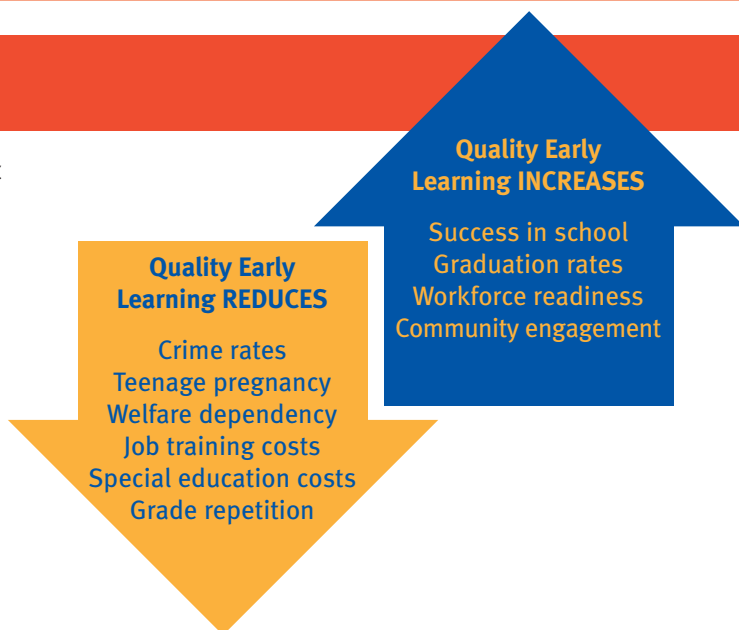 Quality Early
Learning INCREASES
Success in school
Graduation rates
Workforce readiness
Community engagement
Quality Early
Learning REDUCES
Crime rates
Teenage pregnancy
Welfare dependency
Job training costs
Special education costs
Grade repetition